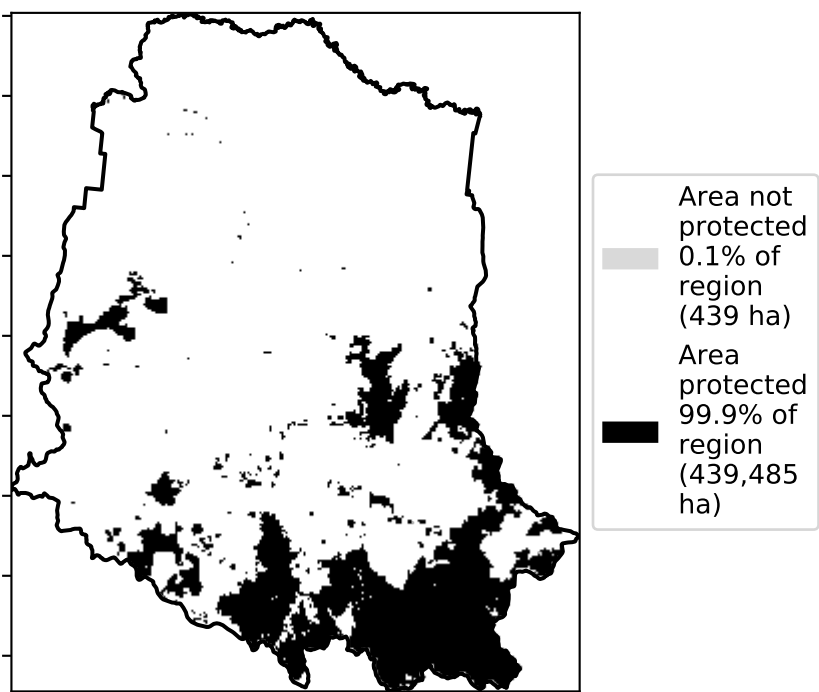 Area not
protected
0.1% of
region
(439 ha)
Area
protected
99.9% of
region
(439,485
ha)